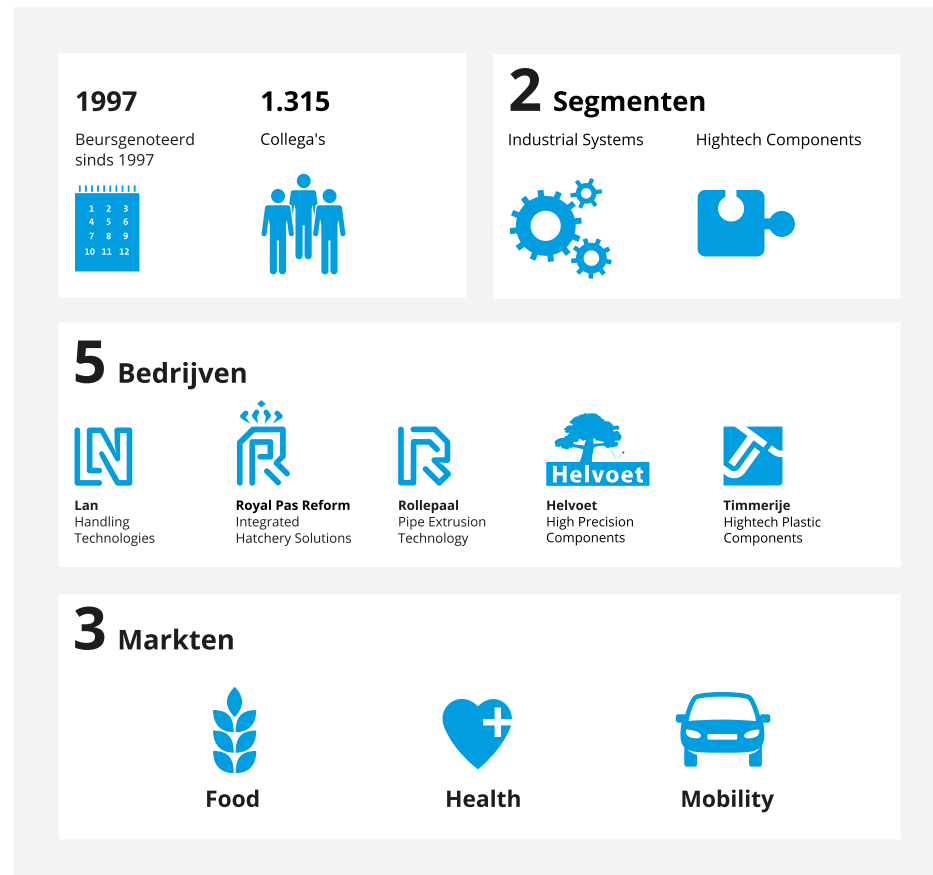 1997
Beursgenoteerd
sinds 1997
1 2 3
4 5 6
7 8 9
10 11 12
1.315
Collega's
2 Segmenten
Industrial Systems
Hightech Components
5 Bedrijven
Lan
Handling
Technologies
Royal Pas Reform
Integrated
Hatchery Solutions
Rollepaal
Pipe Extrusion
Technology
Helvoet
Helvoet
High Precision
Components
Timmerije
Hightech Plastic
Components
3 Markten
Food
Health
Mobility